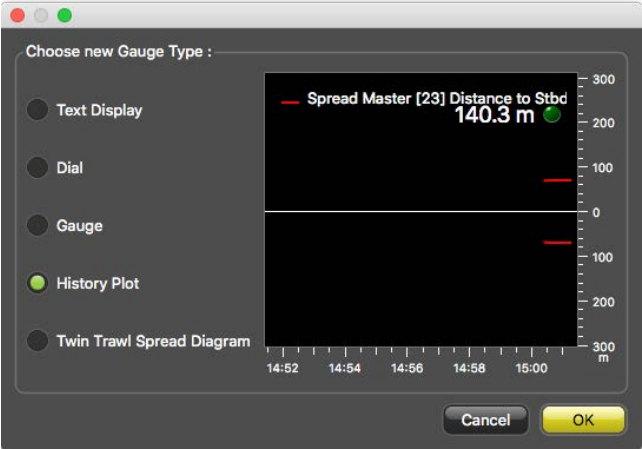 Choose new Gauge Type :
Text Display
Dial
Gauge
History Plot
Twin Trawl Spread Diagram
Spread Master [23] Distance to Stbd
140.3 m
300
200
100
0
100
200
300
m
14:52 14:54 14:56 14:58 15:00
Cancel OK